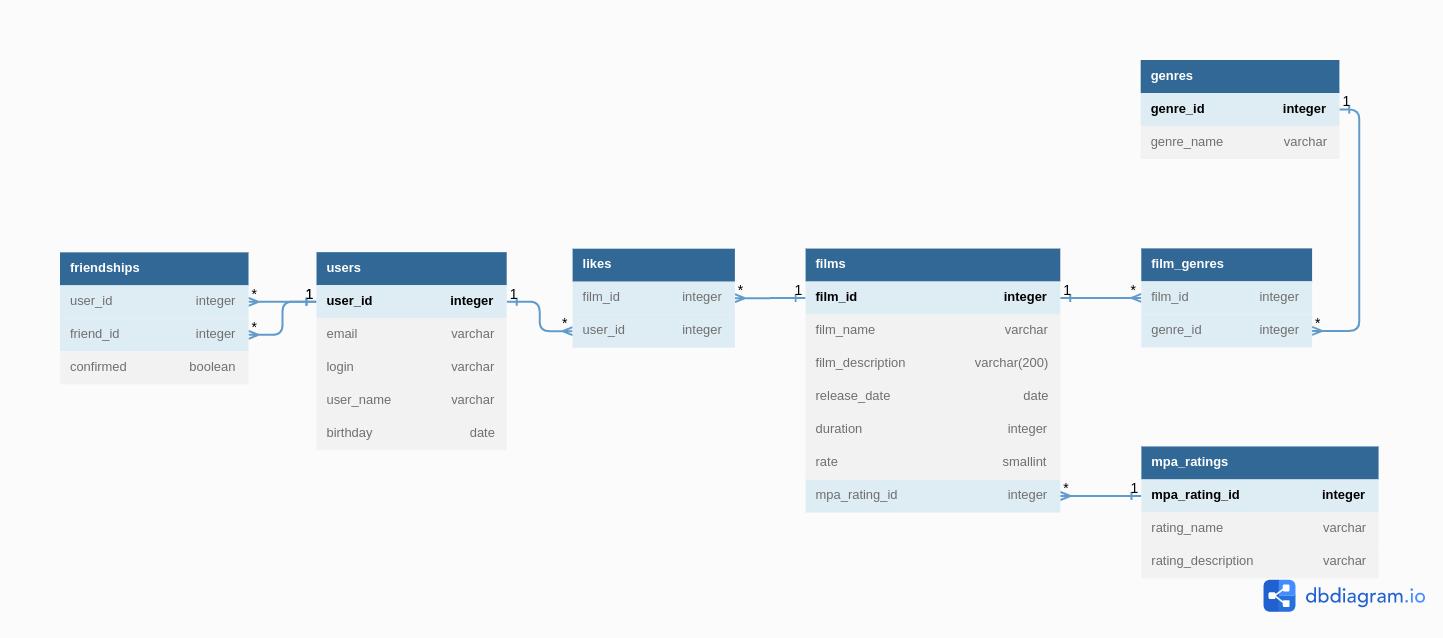 genres
1
genre_id integer
genre_name varchar
friendships
user_id integer
*
friend_id integer
*
confirmed boolean
users
1 user_id integer 1
email varchar
login varchar
user_name varchar
birthday date
likes
film_id integer *
* user_id integer
films
1 film_id integer 1
film_name varchar
film_description varchar(200)
release_date date
duration integer
rate smallint
mpa_rating_id integer *
film_genres
* film_id integer
genre_id integer *
mpa_ratings
1 mpa_rating_id integer
rating_name varchar
rating_description varchar
dbdiagram.io